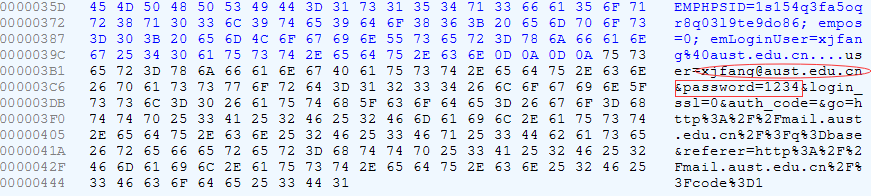 0000035D 45 4D 50 48 50 53 49 44 3D 31 73 31 35 34 71 33 66 61 35 6F 71 EMPHPSID=1s154q3fa5oq
00000372 72 38 71 30 33 6C 39 74 65 39 64 6F 38 36 3B 20 65 6D 70 6F 73 r8q03l9te9do86; empos
00000387 3D 30 3B 20 65 6D 4C 6F 67 69 6E 55 73 65 72 3D 78 6A 66 61 6E =0; emLoginUser=xjfan
0000039C 67 25 34 30 61 75 73 74 2E 65 64 75 2E 63 6E 0D 0A 0D 0A 75 73 g%40aust.edu.cn....us
000003B1 65 72 3D 78 6A 66 61 6E 67 40 61 75 73 74 2E 65 64 75 2E 63 6E er=xjfang@aust.edu.cn
000003C6 26 70 61 73 73 77 6F 72 64 3D 31 32 33 34 26 6C 6F 67 69 6E 5F &password=1234&login_
000003DB 73 73 6C 3D 30 26 61 75 74 68 5F 63 6F 64 65 3D 26 67 6F 3D 68 ssl=0&auth_code=&go=h
000003F0 74 74 70 25 33 41 25 32 46 25 32 46 6D 61 69 6C 2E 61 75 73 74 ttp%3A%2F%2Fmail.aust
00000405 2E 65 64 75 2E 63 6E 25 32 46 25 33 46 71 25 33 44 62 61 73 65 .edu.cn%2F%3Fq%3Dbase
0000041A 26 72 65 66 65 72 65 72 3D 68 74 74 70 25 33 41 25 32 46 25 32 &referer=http%3A%2F%2
0000042F 46 6D 61 69 6C 2E 61 75 73 74 2E 65 64 75 2E 63 6E 25 32 46 25 Fmail.aust.edu.cn%2F%
00000444 33 46 63 6F 64 65 25 33 44 31 3Fcode%3D1